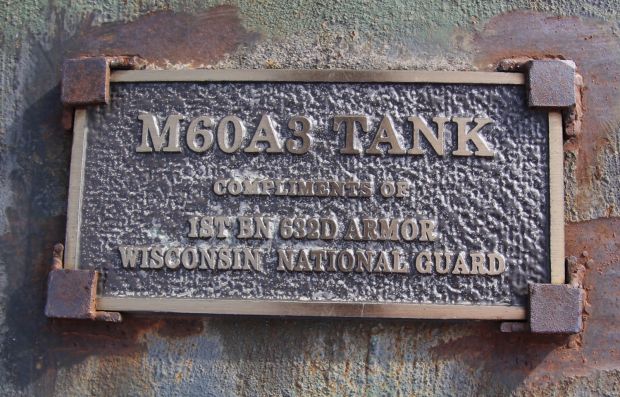 M60A3 TANK
COMPLIMENTS OF
1ST BN 632D ARMOR
WISCONSIN NATIONAL GUARD